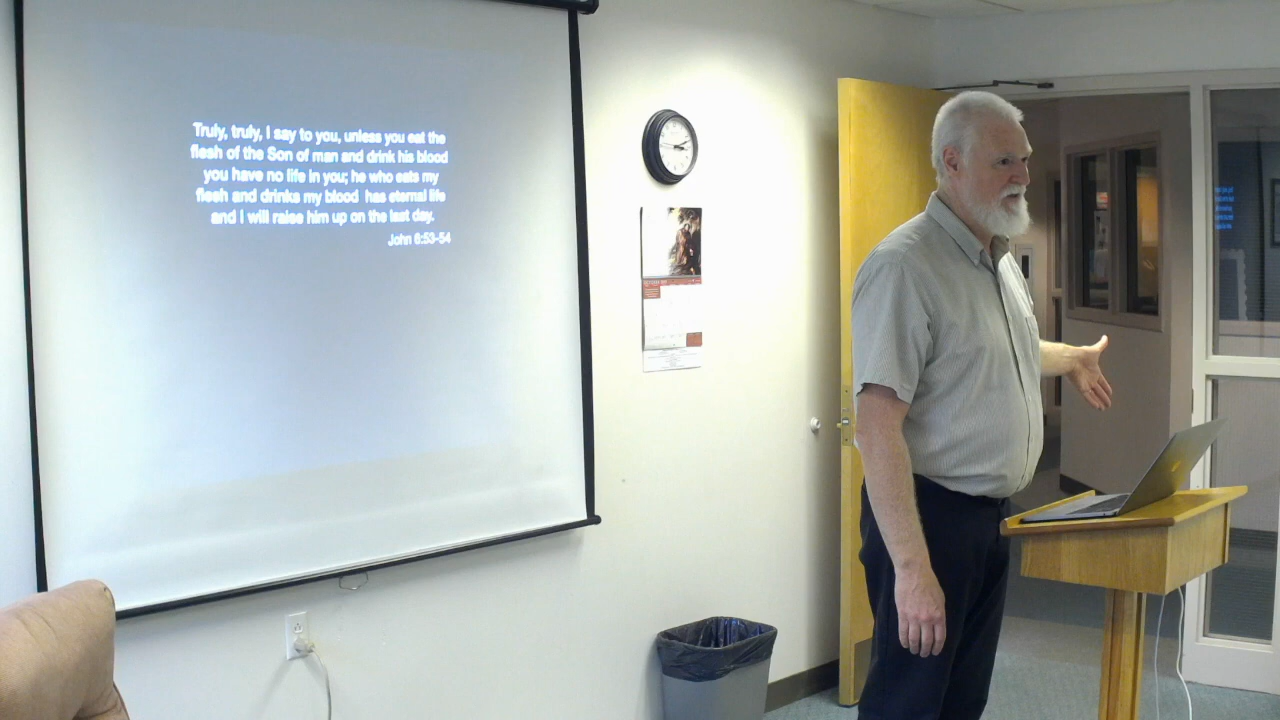 Truly, truly, I say to you, unless you eat the
flesh of the Son of man and drink his blood
you have no life in you; he who eats my
flesh and drinks my blood has eternal life
and I will raise him up on the last day.
John 6:53-54